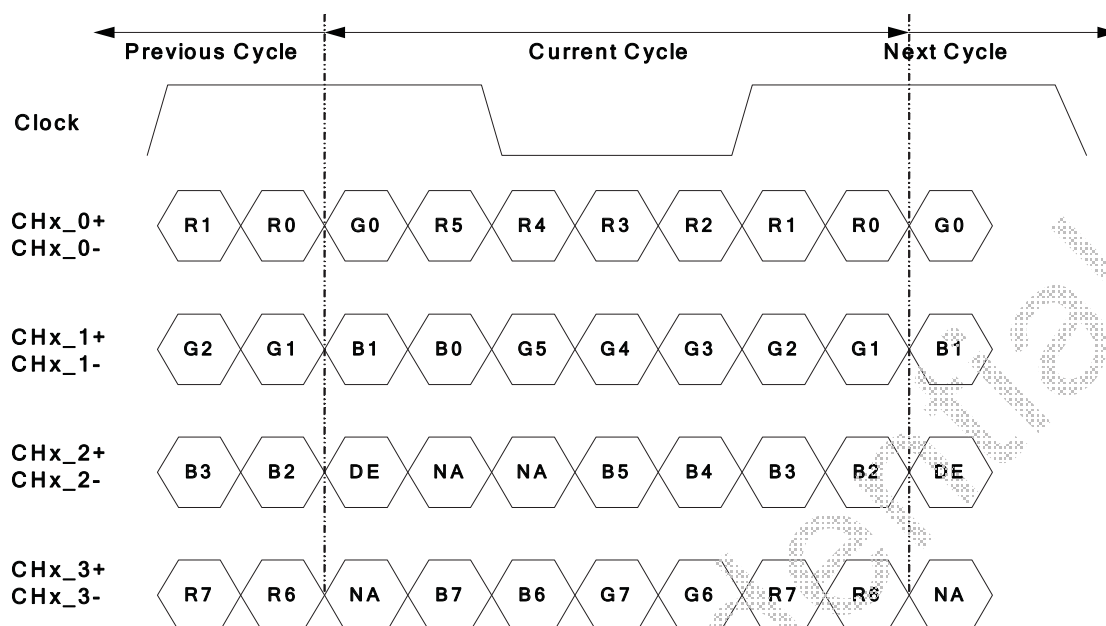 Previous Cycle Current Cycle Next Cycle
Clock
CHx_0+
CHx_0-
R1 R0 G0 R5 R4 R3 R2 R1 R0 G0
CHx_1+
CHx_1-
G2 G1 B1 B0 G5 G4 G3 G2 G1 B1
CHx_2+
CHx_2-
B3 B2 DE NA NA B5 B4 B3 B2 DE
CHx_3+
CHx_3-
R7 R6 NA B7 B6 G7 G6 R7 R6 NA